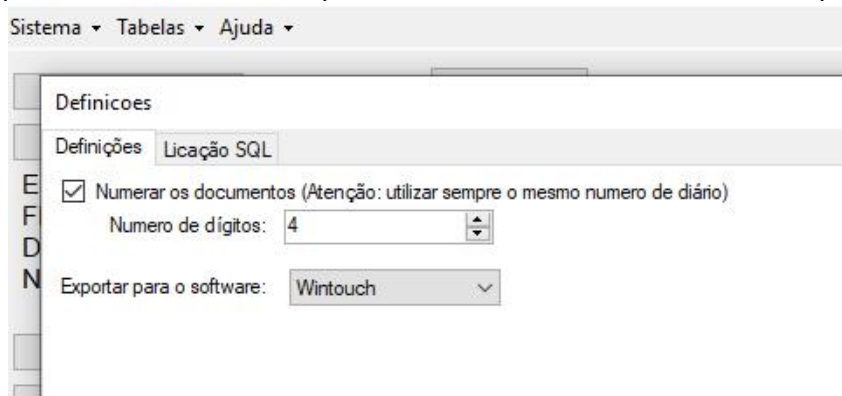 Sistema Tabelas Ajuda
Definicoes
Definições Licação SQL
Numerar os documentos (Atenção: utilizar sempre o mesmo numero de diário)
Numero de dígitos: 4
Exportar para o software: Wintouch
E
F
D
N